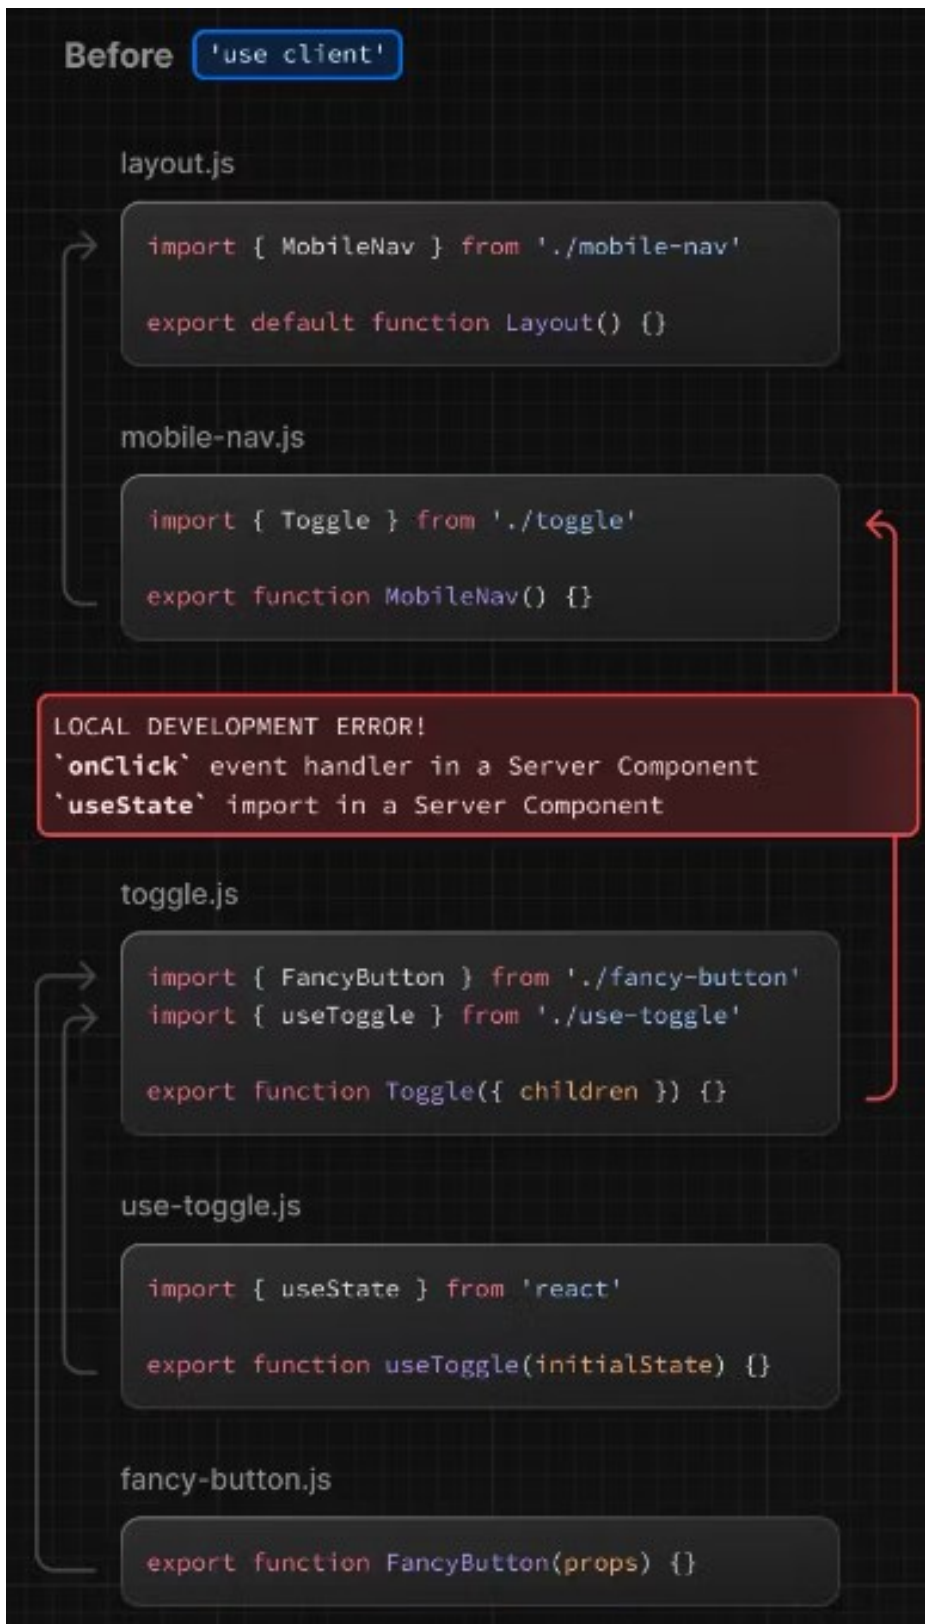 Before 'use client'
layout.js
import { MobileNav } from './mobile-nav'
export default function Layout() {}
mobile-nav.js
import { Toggle } from './toggle'
export function MobileNav() {}
LOCAL DEVELOPMENT ERROR!
`onClick` event handler in a Server Component
`useState` import in a Server Component
toggle.js
import { FancyButton } from './fancy-button'
import { useToggle } from './use-toggle'
export function Toggle({ children }) {}
use-toggle.js
import { useState } from 'react'
export function useToggle(initialState) {}
fancy-button.js
export function FancyButton(props) {}